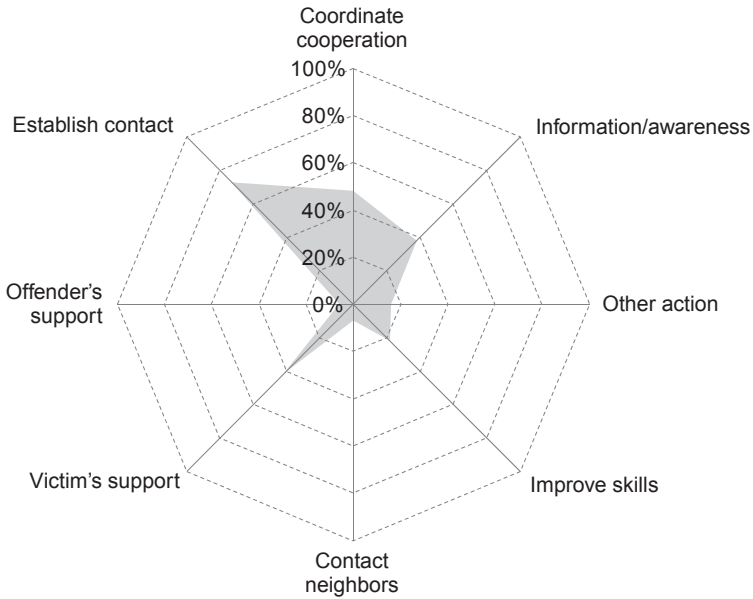 Coordinate
cooperation
100%
80%
60%
40%
20%
0%
Information/awareness
Other action
Improve skills
Contact
neighbors
Victim's support
Offender's
support
Establish contact